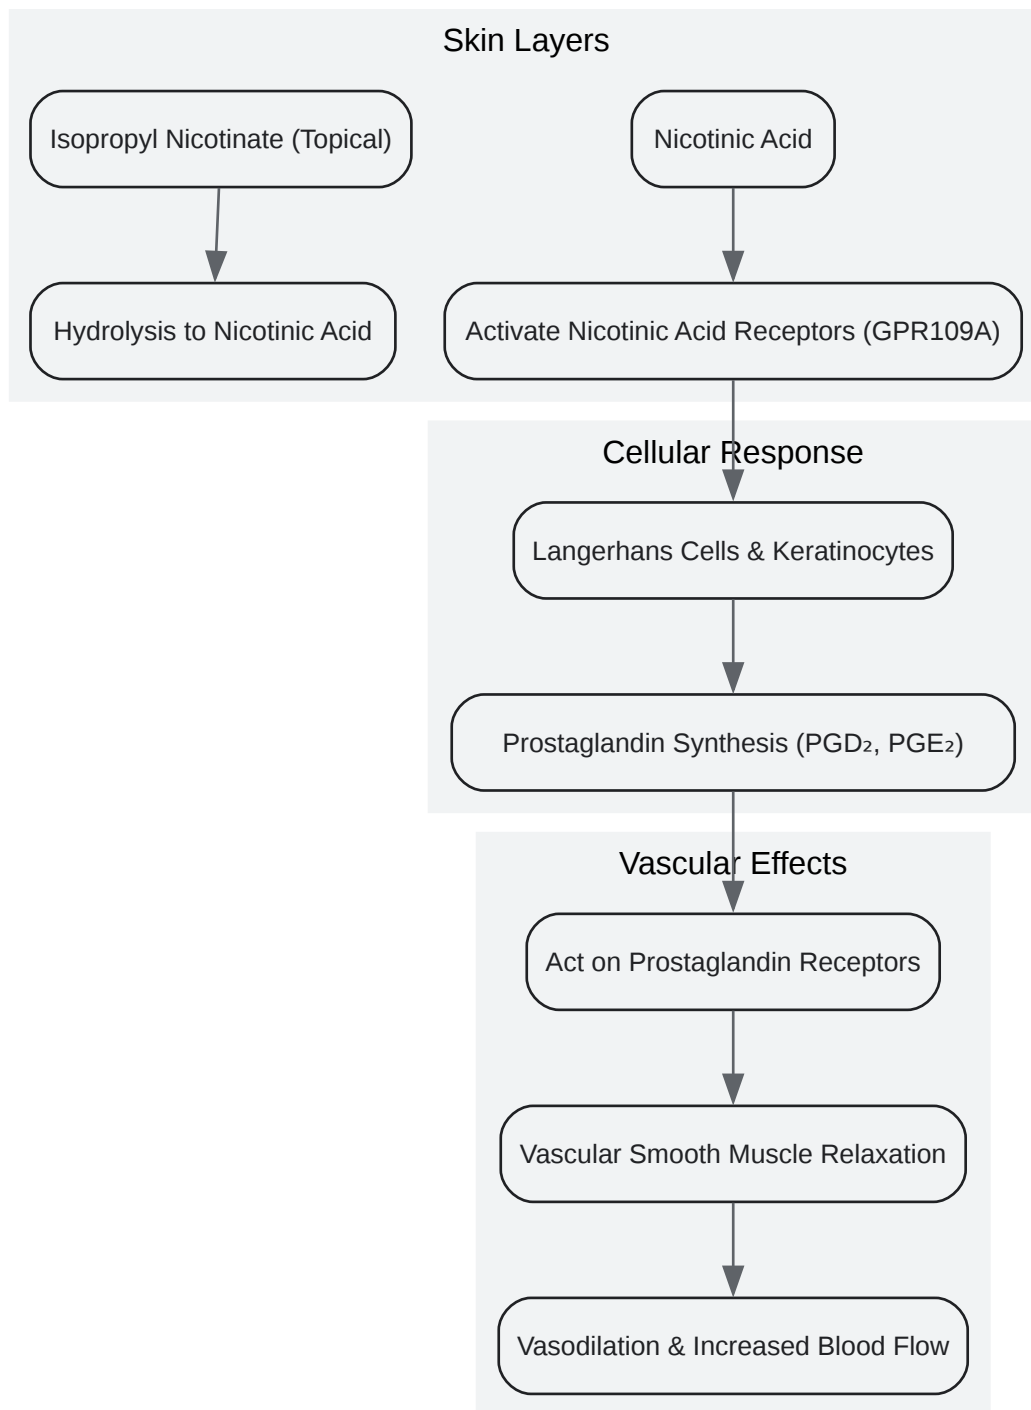 Skin Layers
Isopropyl Nicotinate (Topical)
Nicotinic Acid
Hydrolysis to Nicotinic Acid
Activate Nicotinic Acid Receptors (GPR109A)
Cellular Response
Langerhans Cells & Keratinocytes
Prostaglandin Synthesis (PGD₂, PGE₂)
Vascular Effects
Act on Prostaglandin Receptors
Vascular Smooth Muscle Relaxation
Vasodilation & Increased Blood Flow